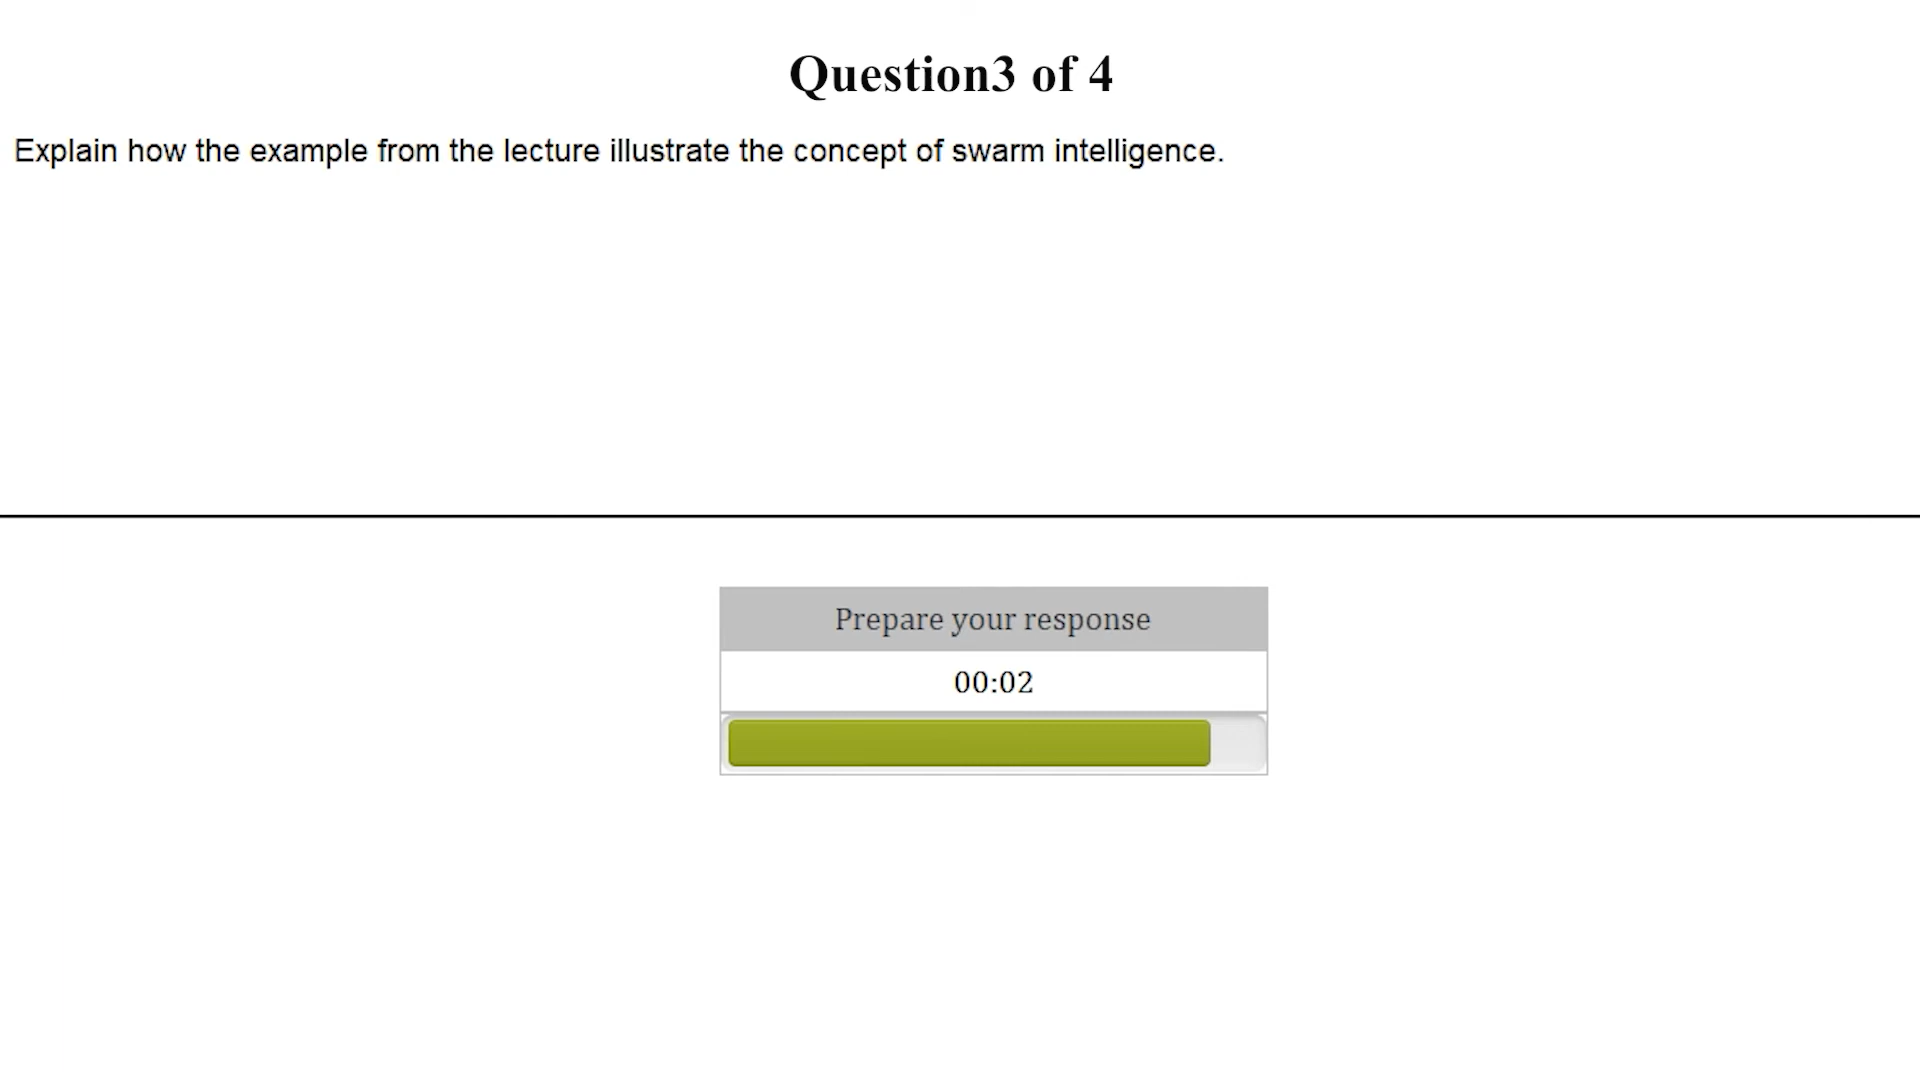 Question3 of 4
Explain how the example from the lecture illustrate the concept of swarm intelligence.
Prepare your response
00:02